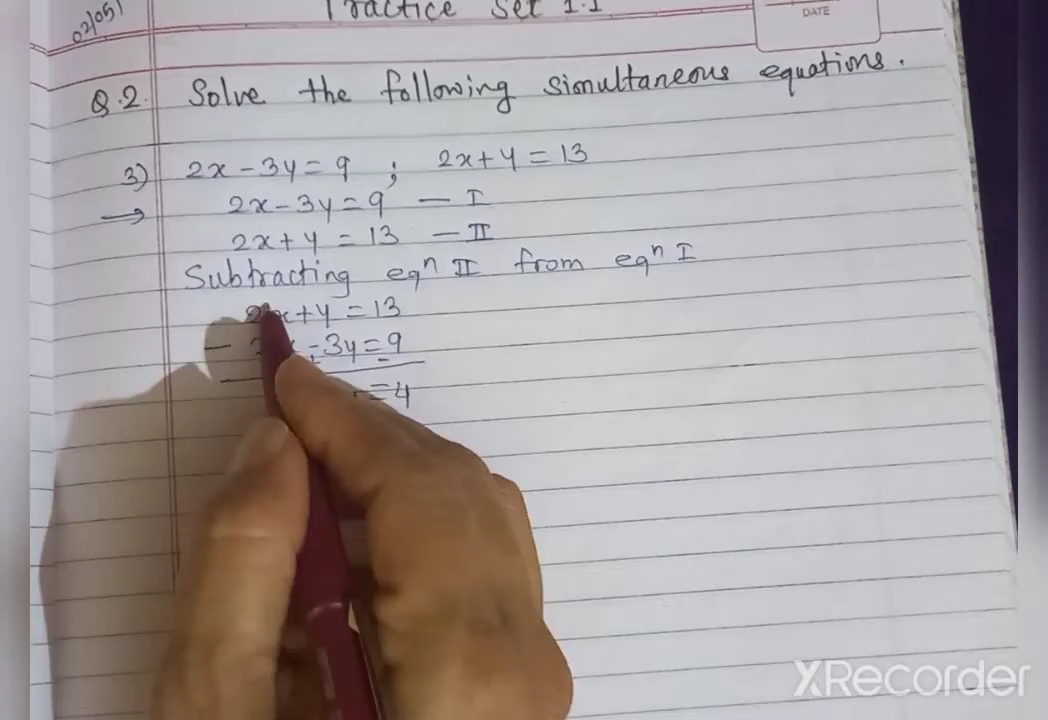 02/05/
Practice Set 1.1
DATE
Q.2. Solve the following simultaneous equations.
3) 2x - 3y = 9 ; 2x + y = 13
→ 2x - 3y = 9 — I
2x + y = 13 — II
Subtracting eqⁿ II from eqⁿ I
2x + y = 13
- 3y = 9
= 4
XRecorder